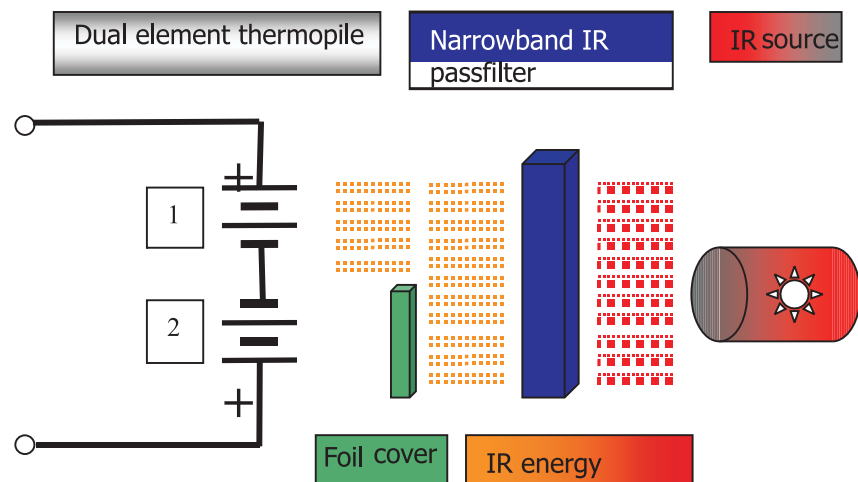 Dual element thermopile
Narrowband IR
passfilter
IR source
+
1
2
+
Foil cover
IR energy